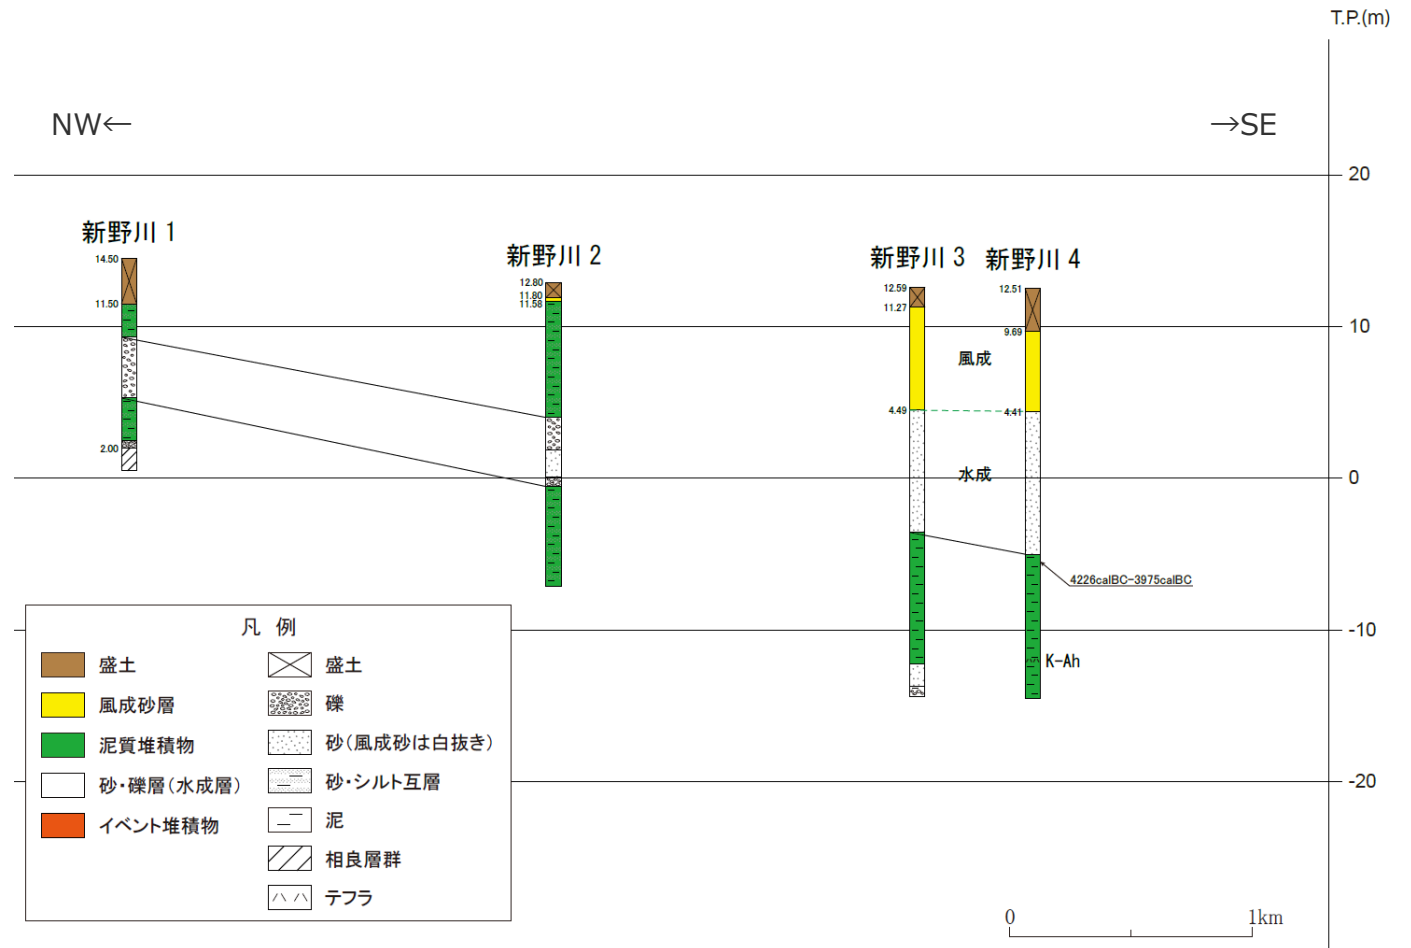 T.P.(m)
NW←
→SE
20
新野川 1
新野川 2
新野川 3
新野川 4
14.50
11.50
2.00
12.80
11.80
11.58
12.59
11.27
4.49
12.51
9.69
4.41
10
風成
0
水成
4226calBC-3975calBC
-10
K-Ah
-20
凡 例
盛土
風成砂層
泥質堆積物
砂・礫層(水成層)
イベント堆積物
盛土
礫
砂(風成砂は白抜き)
砂・シルト互層
泥
相良層群
テフラ
0
1km